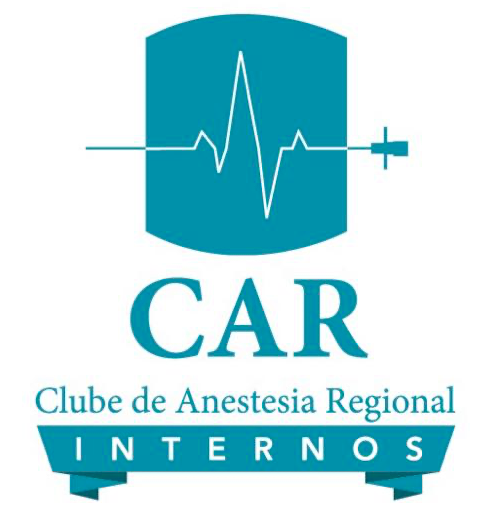 CAR
Clube de Anestesia Regional
INTERNOS